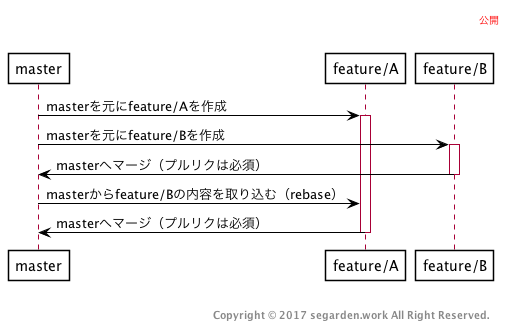 公開
master feature/A feature/B
masterを元にfeature/Aを作成
masterを元にfeature/Bを作成
masterへマージ（プルリクは必須）
masterからfeature/Bの内容を取り込む（rebase）
masterへマージ（プルリクは必須）
master feature/A feature/B
Copyright © 2017 segarden.work All Right Reserved.